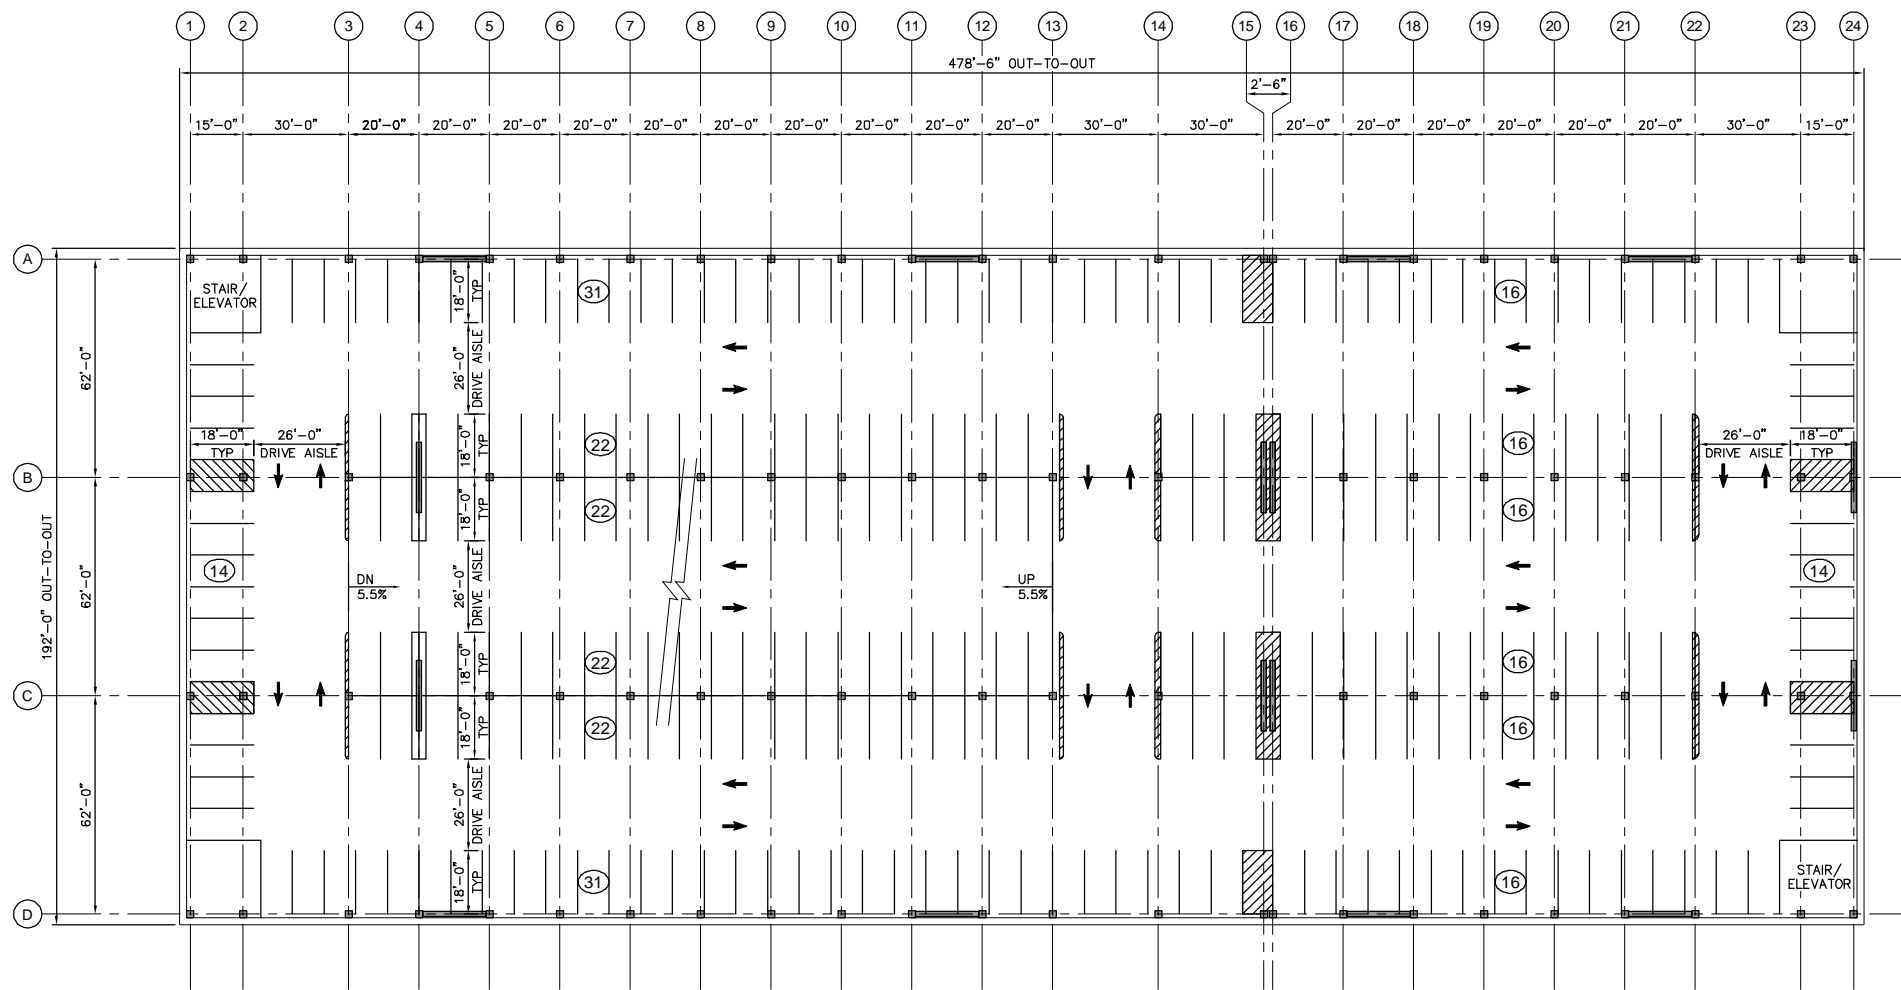 1 2 3 4 5 6 7 8 9 10 11 12 13 14 15 16 17 18 19 20 21 22 23 24
478'-6" OUT-TO-OUT
2'-6"
15'-0" 30'-0" 20'-0" 20'-0" 20'-0" 20'-0" 20'-0" 20'-0" 20'-0" 20'-0" 20'-0" 20'-0" 30'-0" 30'-0" 20'-0" 20'-0" 20'-0" 20'-0" 20'-0" 20'-0" 30'-0" 15'-0"
A
STAIR/
ELEVATOR
18'-0"
TYP
31
16
62'-0"
26'-0"
DRIVE AISLE
18'-0"
TYP
26'-0"
DRIVE AISLE
18'-0"
TYP
22
16
26'-0"
DRIVE AISLE
18'-0"
TYP
B
18'-0"
TYP
22
16
192'-0" OUT-TO-OUT
62'-0"
14
DN
5.5%
26'-0"
DRIVE AISLE
UP
5.5%
14
18'-0"
TYP
22
16
C
18'-0"
TYP
22
16
62'-0"
26'-0"
DRIVE AISLE
18'-0"
TYP
31
16
STAIR/
ELEVATOR
D